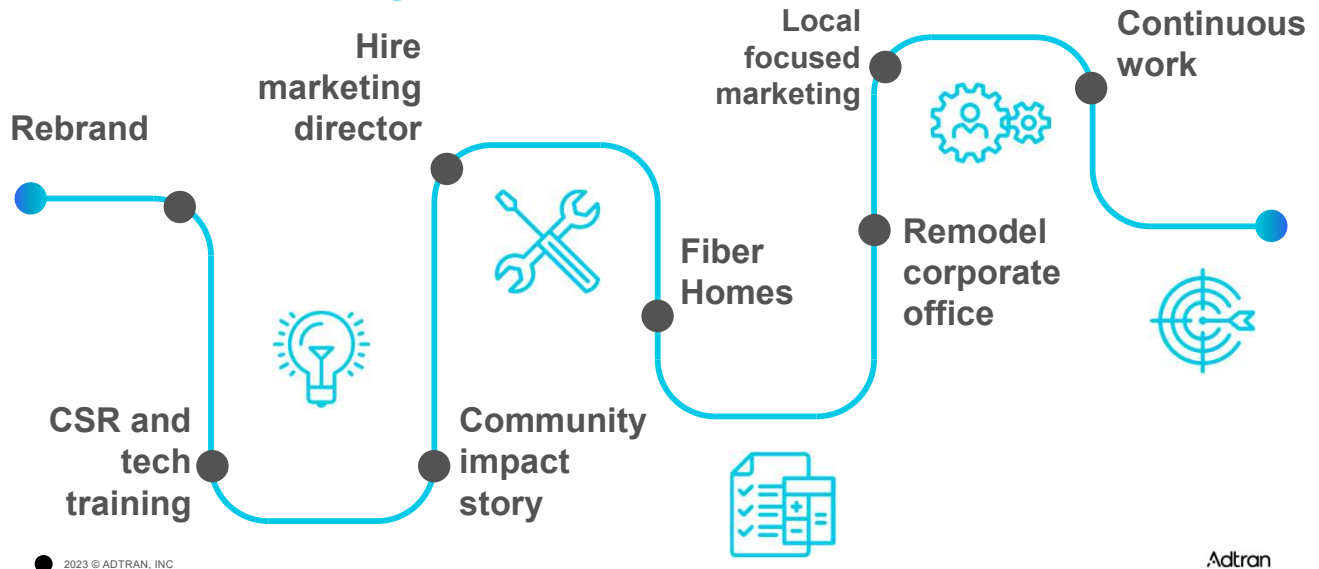 Rebrand
CSR and
tech
training
Community
impact
story
Hire
marketing
director
Fiber
Homes
Remodel
corporate
office
Local
focused
marketing
Continuous
work
2023 © ADTRAN, INC
Adtran